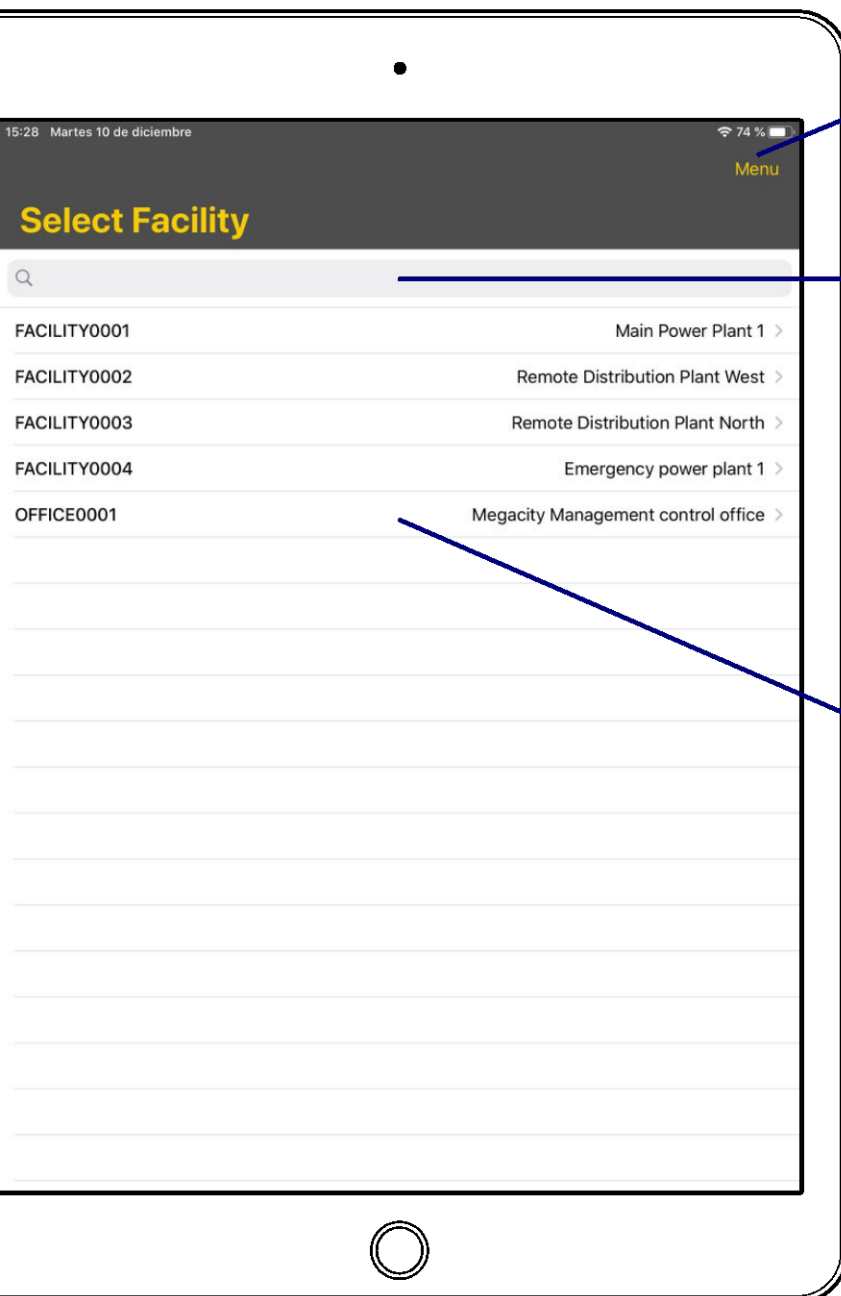 15:28 Martes 10 de diciembre 74 %
Menu
Select Facility
FACILITY0001 Main Power Plant 1
FACILITY0002 Remote Distribution Plant West
FACILITY0003 Remote Distribution Plant North
FACILITY0004 Emergency power plant 1
OFFICE0001 Megacity Management control office